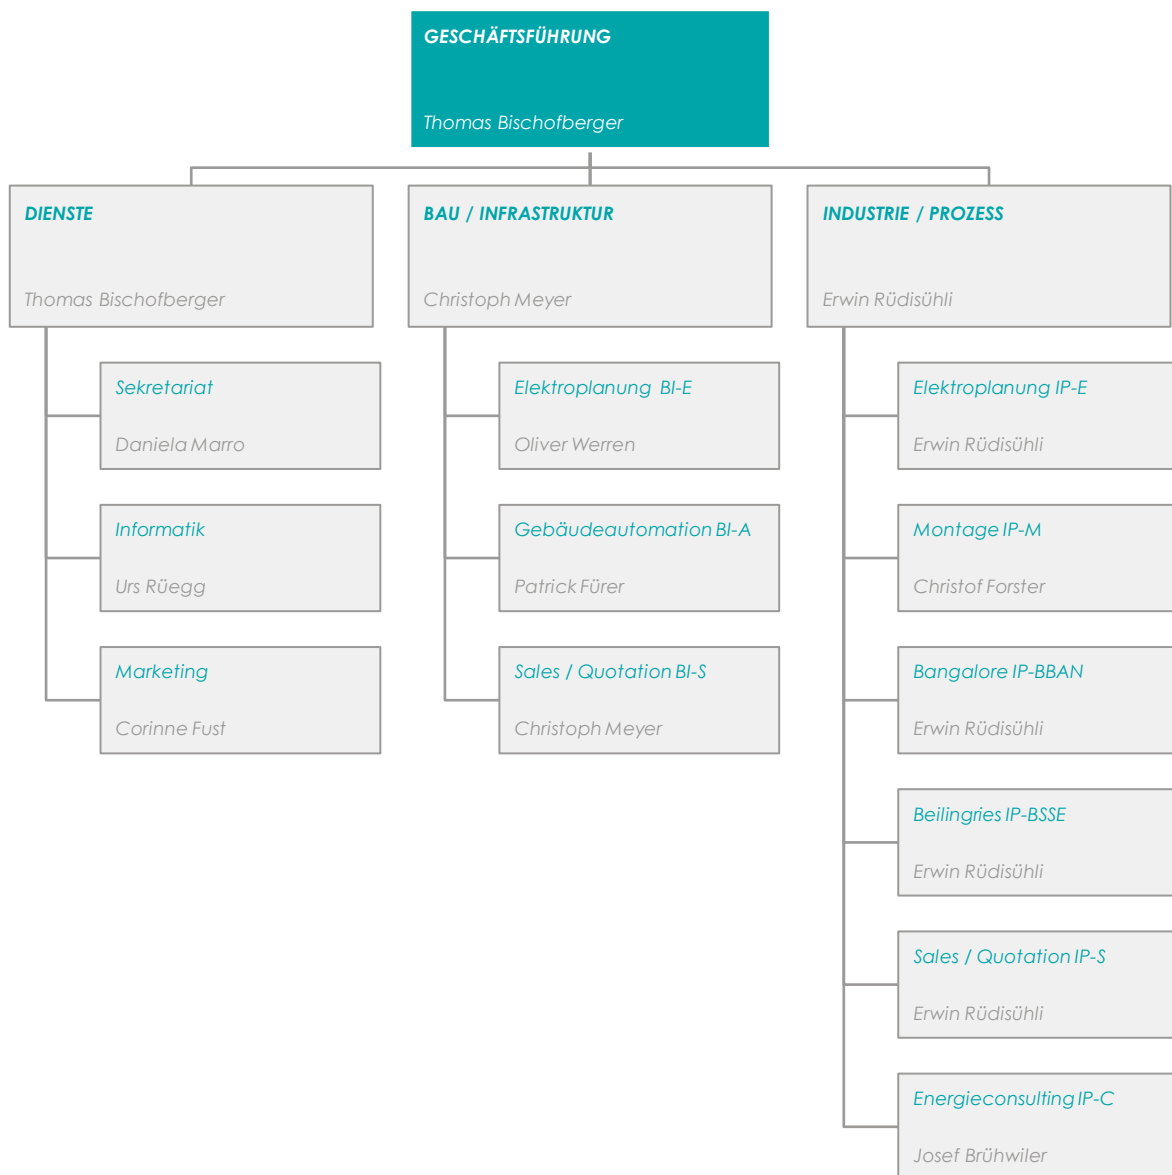 GESCHÄFTSFÜHRUNG
Thomas Bischofberger
DIENSTE
Thomas Bischofberger
Sekretariat
Daniela Marro
Informatik
Urs Rüegg
Marketing
Corinne Fust
BAU / INFRASTRUKTUR
Christoph Meyer
Elektroplanung BI-E
Oliver Werren
Gebäudeautomation BI-A
Patrick Fürer
Sales / Quotation BI-S
Christoph Meyer
INDUSTRIE / PROZESS
Erwin Rüdisühli
Elektroplanung IP-E
Erwin Rüdisühli
Montage IP-M
Christof Forster
Bangalore IP-BBAN
Erwin Rüdisühli
Beilingries IP-BSSE
Erwin Rüdisühli
Sales / Quotation IP-S
Erwin Rüdisühli
Energieconsulting IP-C
Josef Brühwiler